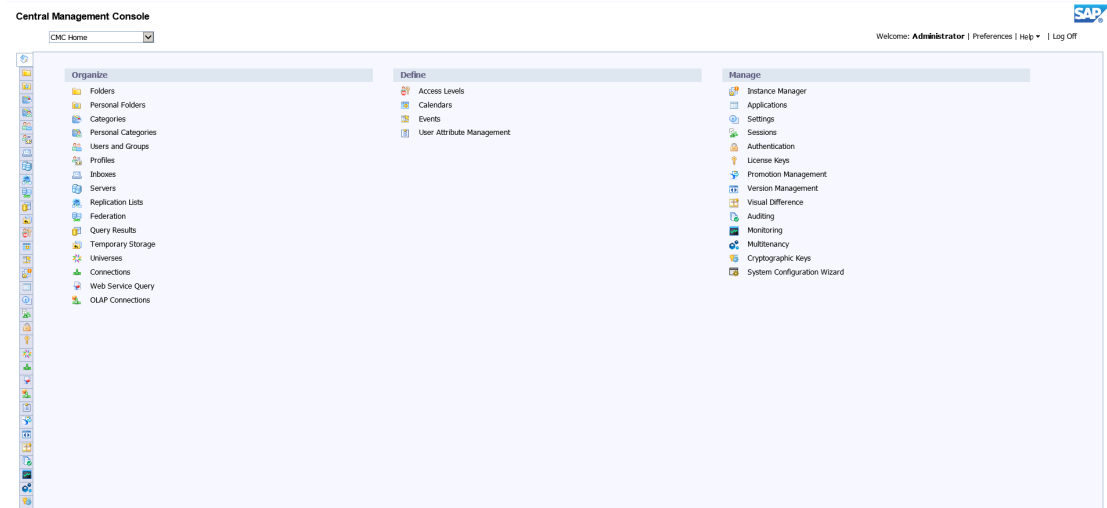 Central Management Console
SAP
CMC Home
Welcome: Administrator | Preferences | Help | Log Off
Organize
Folders
Personal Folders
Categories
Personal Categories
Users and Groups
Profiles
Inboxes
Servers
Replication Lists
Federation
Query Results
Temporary Storage
Universes
Connections
Web Service Query
OLAP Connections
Define
Access Levels
Calendars
Events
User Attribute Management
Manage
Instance Manager
Applications
Settings
Sessions
Authentication
License Keys
Promotion Management
Version Management
Visual Difference
Auditing
Monitoring
Multitenancy
Cryptographic Keys
System Configuration Wizard